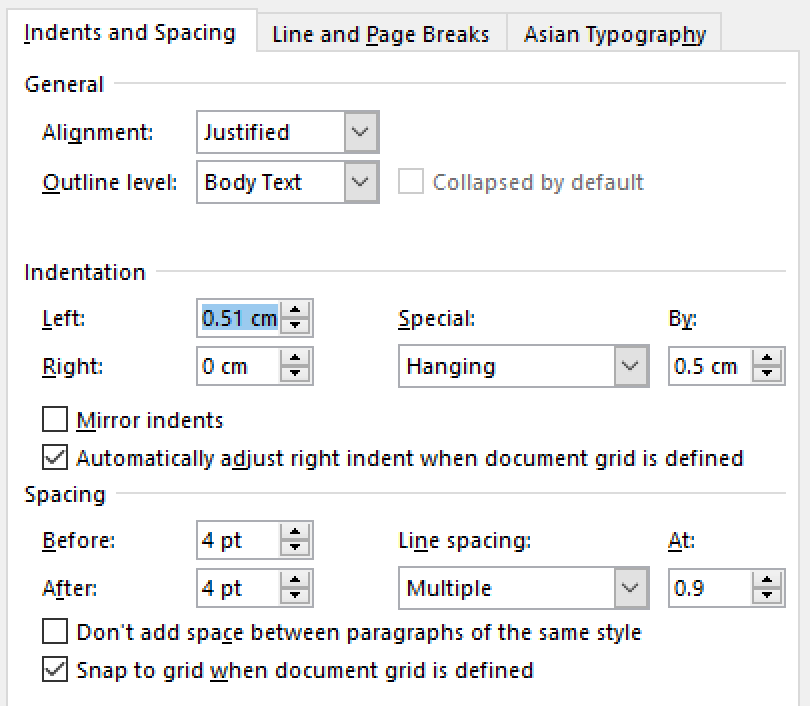 Indents and Spacing Line and Page Breaks Asian Typography
General
Alignment: Justified
Outline level: Body Text Collapsed by default
Indentation
Left: 0.51 cm Special: By:
Right: 0 cm Hanging 0.5 cm
Mirror indents
Automatically adjust right indent when document grid is defined
Spacing
Before: 4 pt Line spacing: At:
After: 4 pt Multiple 0.9
Don't add space between paragraphs of the same style
Snap to grid when document grid is defined